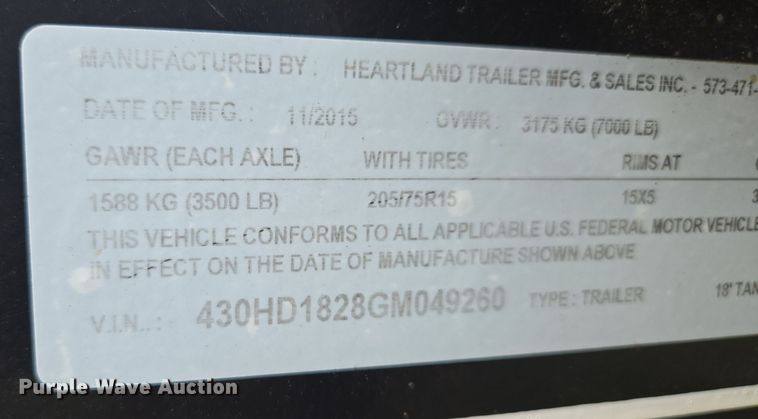 MANUFACTURED BY : HEARTLAND TRAILER MFG. & SALES INC. - 573-471-
DATE OF MFG. : 11/2015 GVWR : 3175 KG (7000 LB)
GAWR (EACH AXLE) WITH TIRES RIMS AT
1588 KG (3500 LB) 205/75R15 15X5 3
THIS VEHICLE CONFORMS TO ALL APPLICABLE U.S. FEDERAL MOTOR VEHICLE
IN EFFECT ON THE DATE OF MANUFACTURE SHOWN ABOVE
V.I.N.. : 430HD1828GM049260 TYPE : TRAILER 18' TAN
Purple Wave Auction